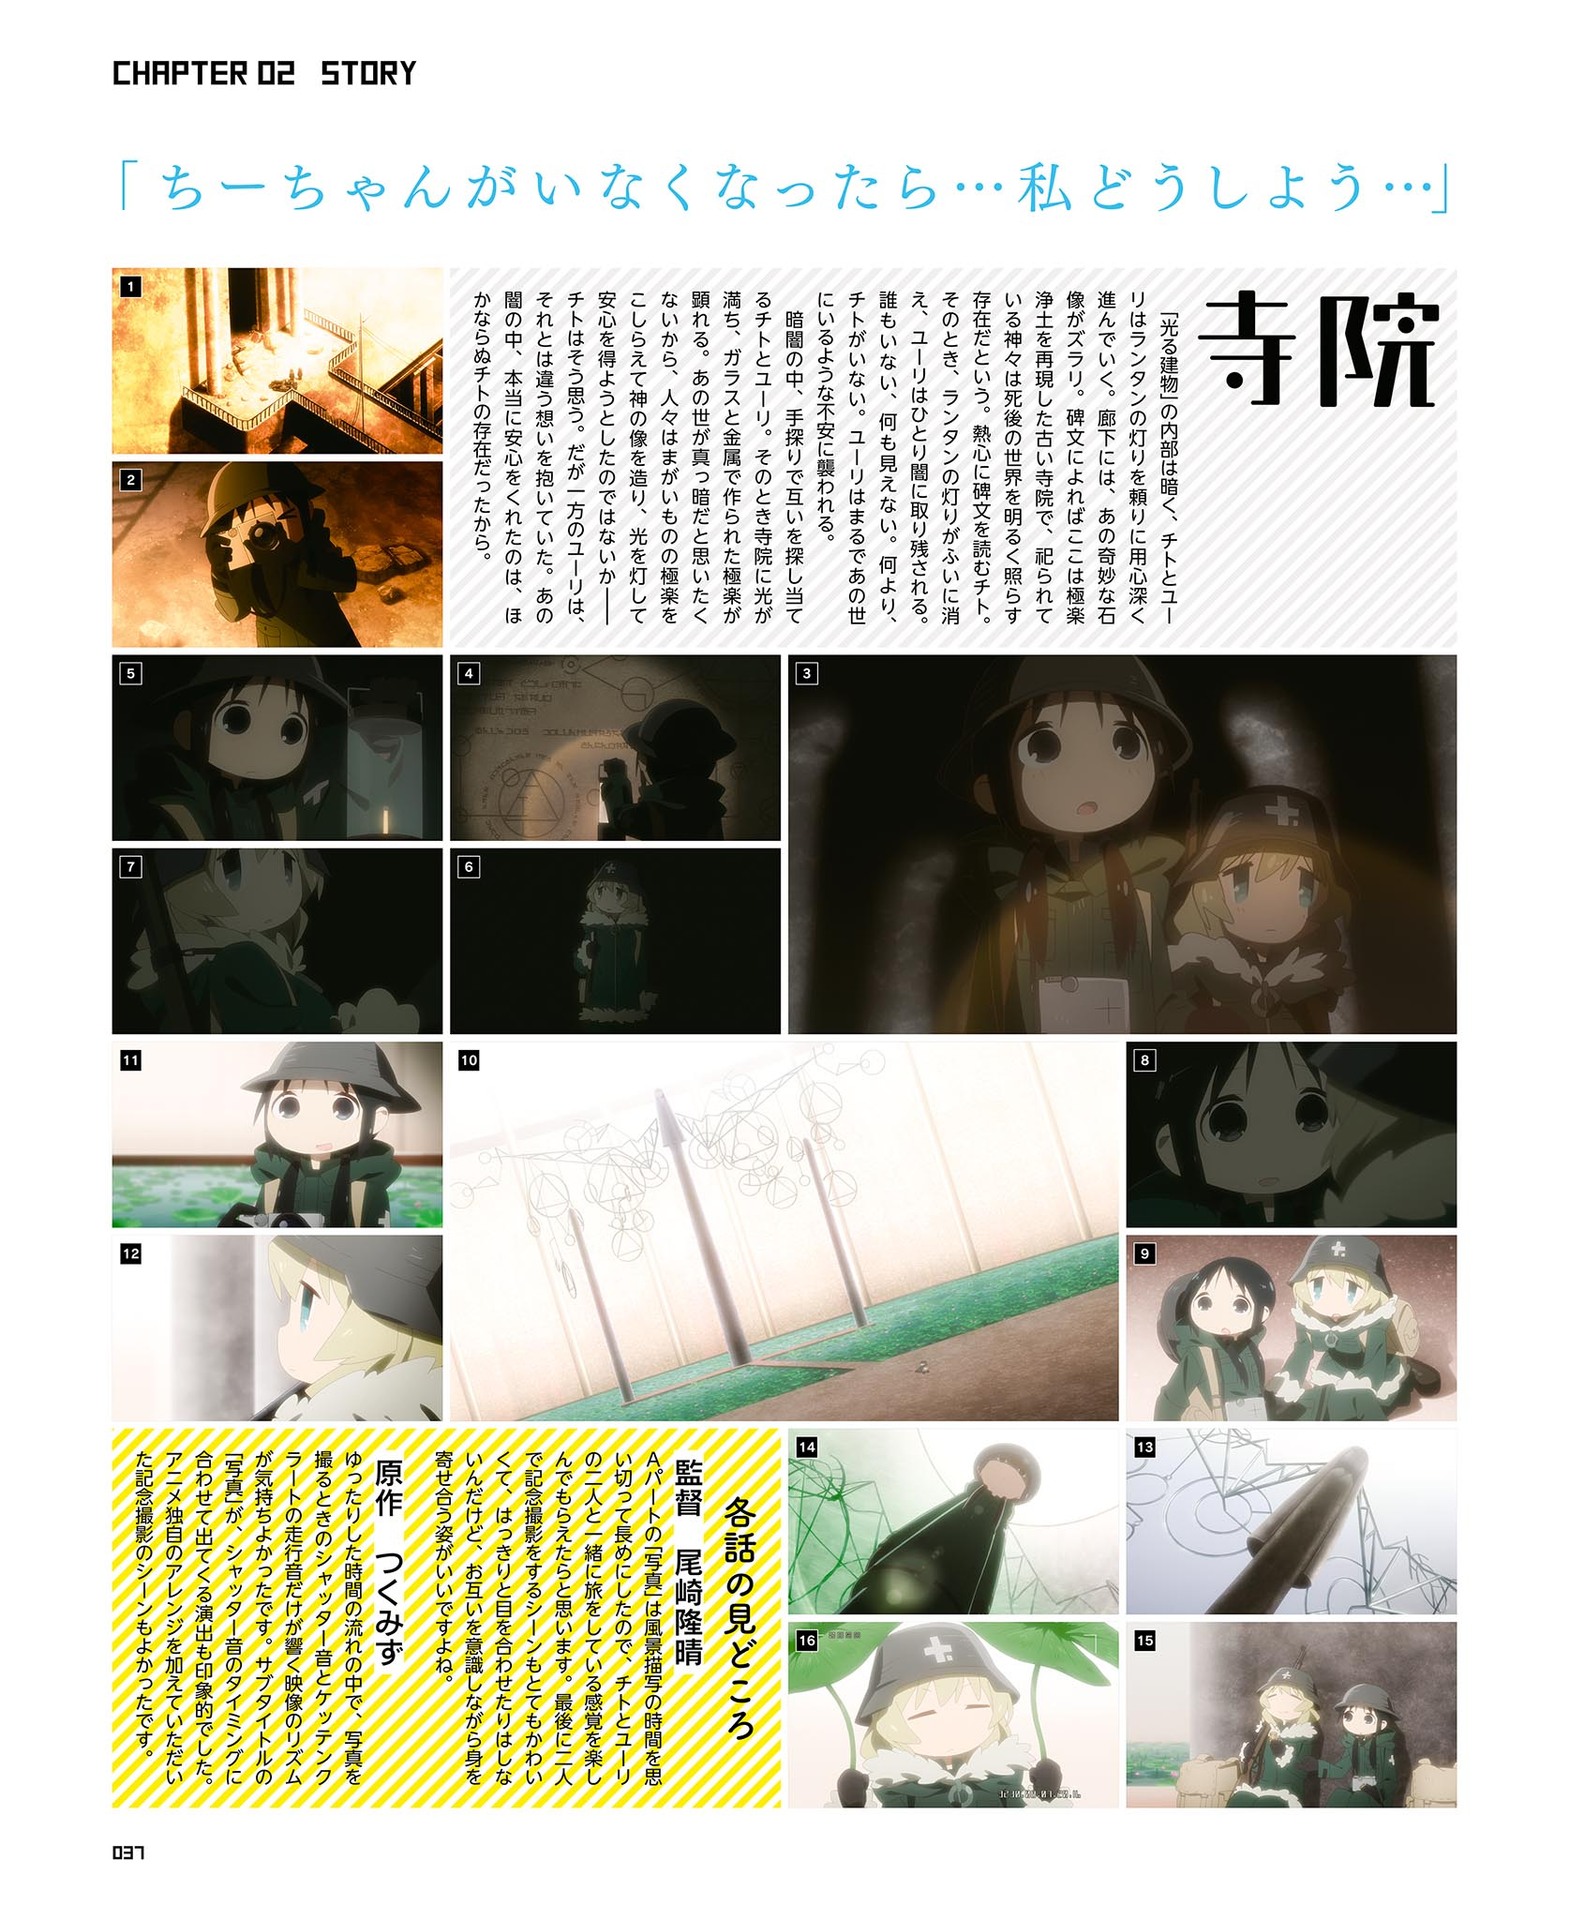 CHAPTER 02 STORY
「ちーちゃんがいなくなったら…私どうしよう…」
寺院
「光る建物」の内部は暗く、チトとユー
リはランタンの灯りを頼りに用心深く
進んでいく。廊下には、あの奇妙な石
像がズラリ。碑文によればここは極楽
浄土を再現した古い寺院で、祀られて
いる神々は死後の世界を明るく照らす
存在だという。熱心に碑文を読むチト。
そのとき、ランタンの灯りがふいに消
え、ユーリはひとり闇に取り残される。
誰もいない、何も見えない。何より、
チトがいない。ユーリはまるであの世
にいるような不安に襲われる。
暗闇の中、手探りで互いを探し当て
るチトとユーリ。そのとき寺院に光が
満ち、ガラスと金属で作られた極楽が
顕れる。あの世が真っ暗だと思いたく
ないから、人々はまがいものの極楽を
こしらえて神の像を造り、光を灯して
安心を得ようとしたのではないか――
チトはそう思う。だが一方のユーリは、
それとは違う想いを抱いていた。あの
闇の中、本当に安心をくれたのは、ほ
かならぬチトの存在だったから。
1
2
3
4
5
6
7
8
9
10
11
12
13
14
15
16
各話の見どころ
監督 尾崎隆晴
Aパートの「写真」は風景描写の時間を思
い切って長めにしたので、チトとユーリ
の二人と一緒に旅をしている感覚を楽し
んでもらえたらと思います。最後に二人
で記念撮影をするシーンもとてもかわい
くて、はっきりと目を合わせたりはしな
いんだけど、お互いを意識しながら身を
寄せ合う姿がいいですよね。
原作 つくみず
ゆったりした時間の流れの中で、写真を
撮るときのシャッター音とケッテンク
ラートの走行音だけが響く映像のリズム
が気持ちよかったです。サブタイトルの
「写真」が、シャッター音のタイミングに
合わせて出てくる演出も印象的でした。
アニメ独自のアレンジを加えていただい
た記念撮影のシーンもよかったです。
037